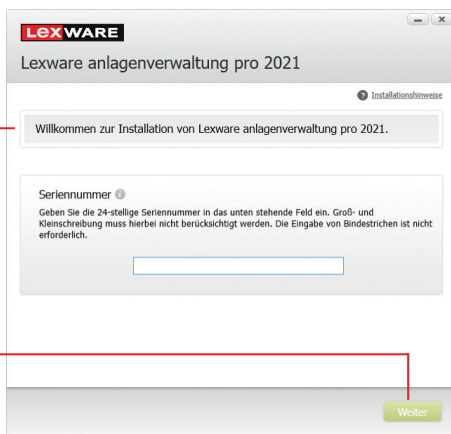 LEXWARE
Lexware anlagenverwaltung pro 2021
Installationshinweise
Willkommen zur Installation von Lexware anlagenverwaltung pro 2021.
Seriennummer
Geben Sie die 24-stellige Seriennummer in das unten stehende Feld ein. Groß- und
Kleinschreibung muss hierbei nicht berücksichtigt werden. Die Eingabe von Bindestrichen ist nicht
erforderlich.
Weiter